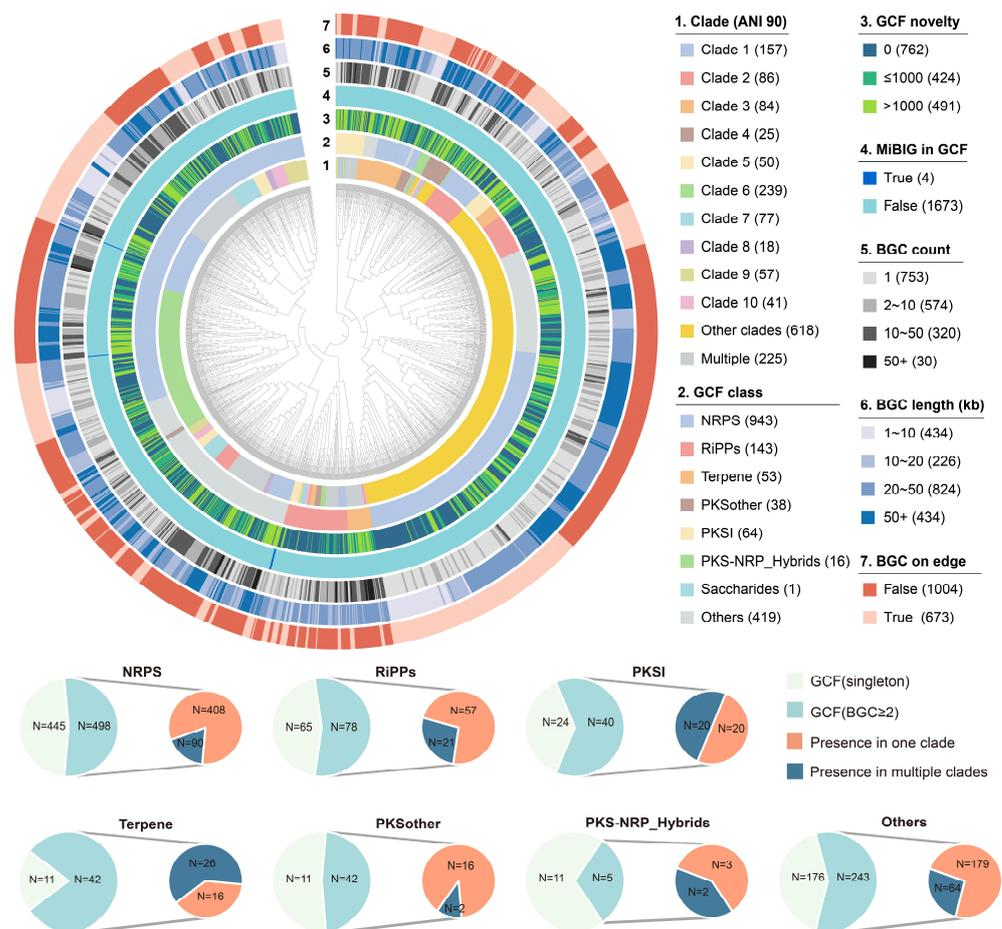 7
6
5
4
3
2
1
1. Clade (ANI 90)
Clade 1 (157)
Clade 2 (86)
Clade 3 (84)
Clade 4 (25)
Clade 5 (50)
Clade 6 (239)
Clade 7 (77)
Clade 8 (18)
Clade 9 (57)
Clade 10 (41)
Other clades (618)
Multiple (225)
2. GCF class
NRPS (943)
RiPPs (143)
Terpene (53)
PKSother (38)
PKSI (64)
PKS-NRP_Hybrids (16)
Saccharides (1)
Others (419)
3. GCF novelty
0 (762)
≤1000 (424)
>1000 (491)
4. MiBIG in GCF
True (4)
False (1673)
5. BGC count
1 (753)
2~10 (574)
10~50 (320)
50+ (30)
6. BGC length (kb)
1~10 (434)
10~20 (226)
20~50 (824)
50+ (434)
7. BGC on edge
False (1004)
True (673)
NRPS
N=445
N=498
N=408
N=90
RiPPs
N=65
N=78
N=57
N=21
PKSI
N=24
N=40
N=20
N=20
GCF(singleton)
GCF(BGC≥2)
Presence in one clade
Presence in multiple clades
Terpene
N=11
N=42
N=26
N=16
PKSother
N=11
N=42
N=16
N=2
PKS-NRP_Hybrids
N=11
N=5
N=3
N=2
Others
N=176
N=243
N=179
N=64